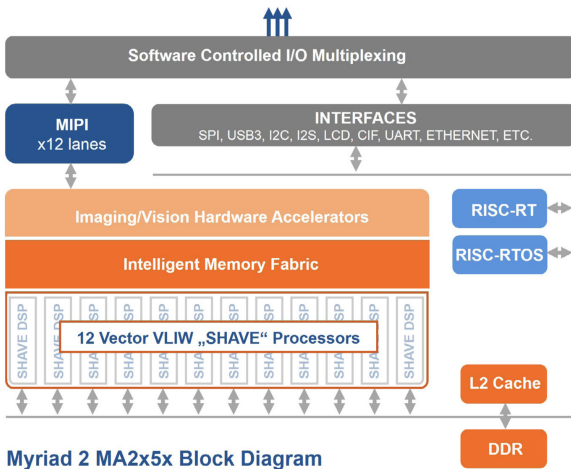 Software Controlled I/O Multiplexing
MIPI
x12 lanes
INTERFACES
SPI, USB3, I2C, I2S, LCD, CIF, UART, ETHERNET, ETC.
Imaging/Vision Hardware Accelerators
RISC-RT
Intelligent Memory Fabric
RISC-RTOS
SHAVE DSP
SHAVE DSP
SHAVE DSP
SHAVE DSP
SHAVE DSP
SHAVE DSP
SHAVE DSP
SHAVE DSP
SHAVE DSP
SHAVE DSP
SHAVE DSP
SHAVE DSP
12 Vector VLIW „SHAVE“ Processors
L2 Cache
DDR
Myriad 2 MA2x5x Block Diagram